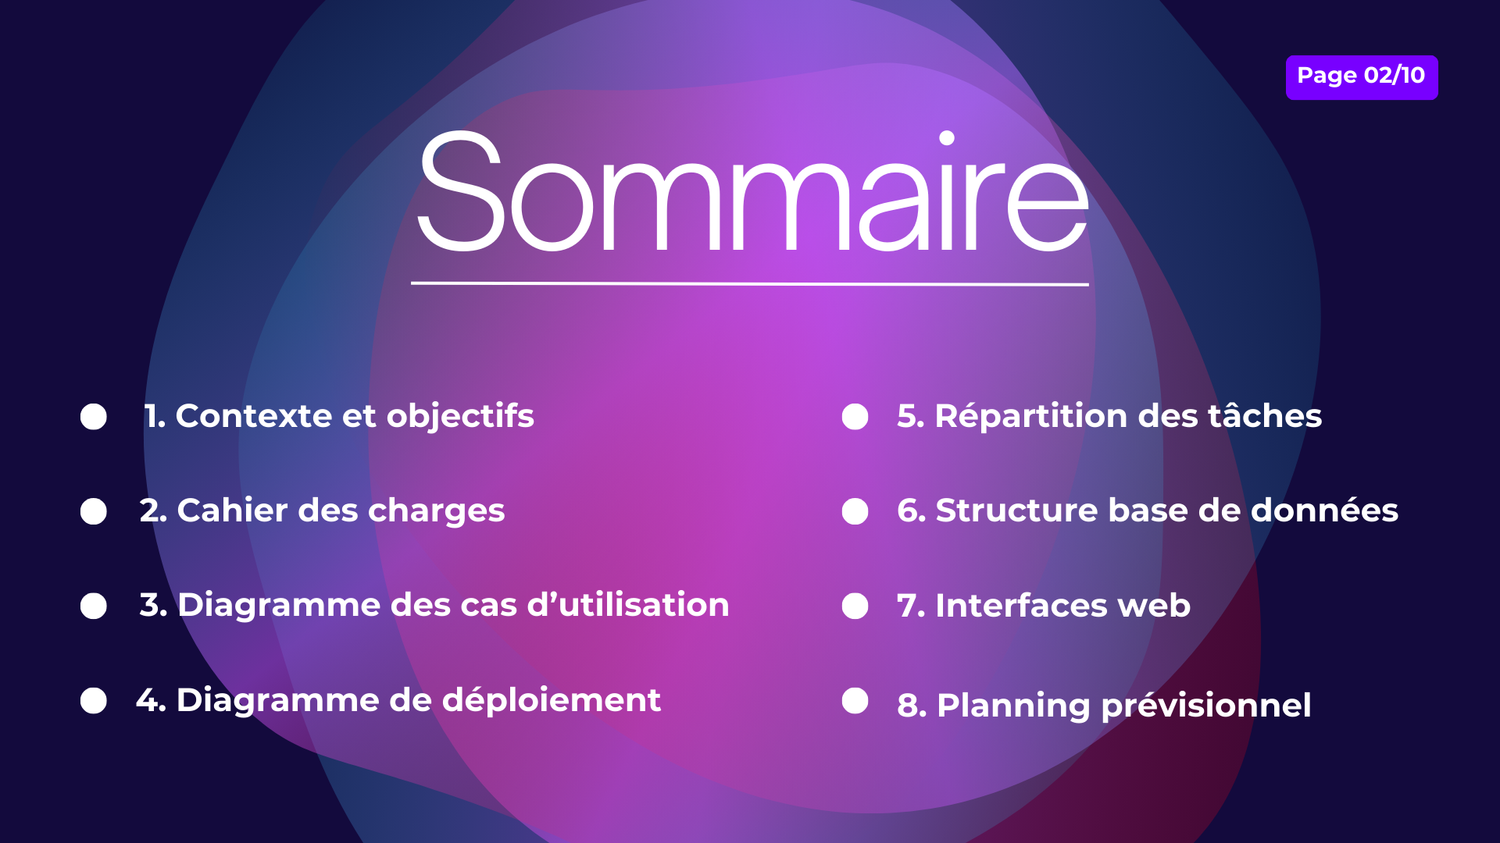 Page 02/10
Sommaire
1. Contexte et objectifs
2. Cahier des charges
3. Diagramme des cas d’utilisation
4. Diagramme de déploiement
5. Répartition des tâches
6. Structure base de données
7. Interfaces web
8. Planning prévisionnel